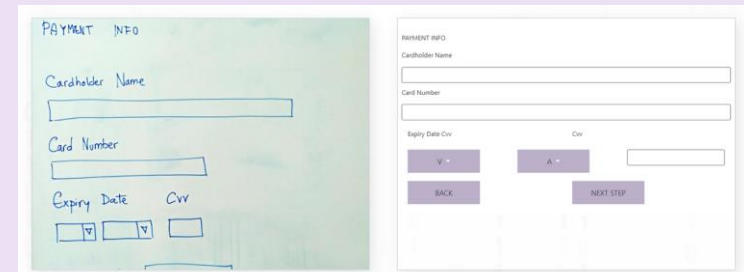 PAYMENT INFO
Cardholder Name
Card Number
Expiry Date Cvv
PAYMENT INFO
Cardholder Name
Card Number
Expiry Date Cvv Cvv
V A
BACK NEXT STEP